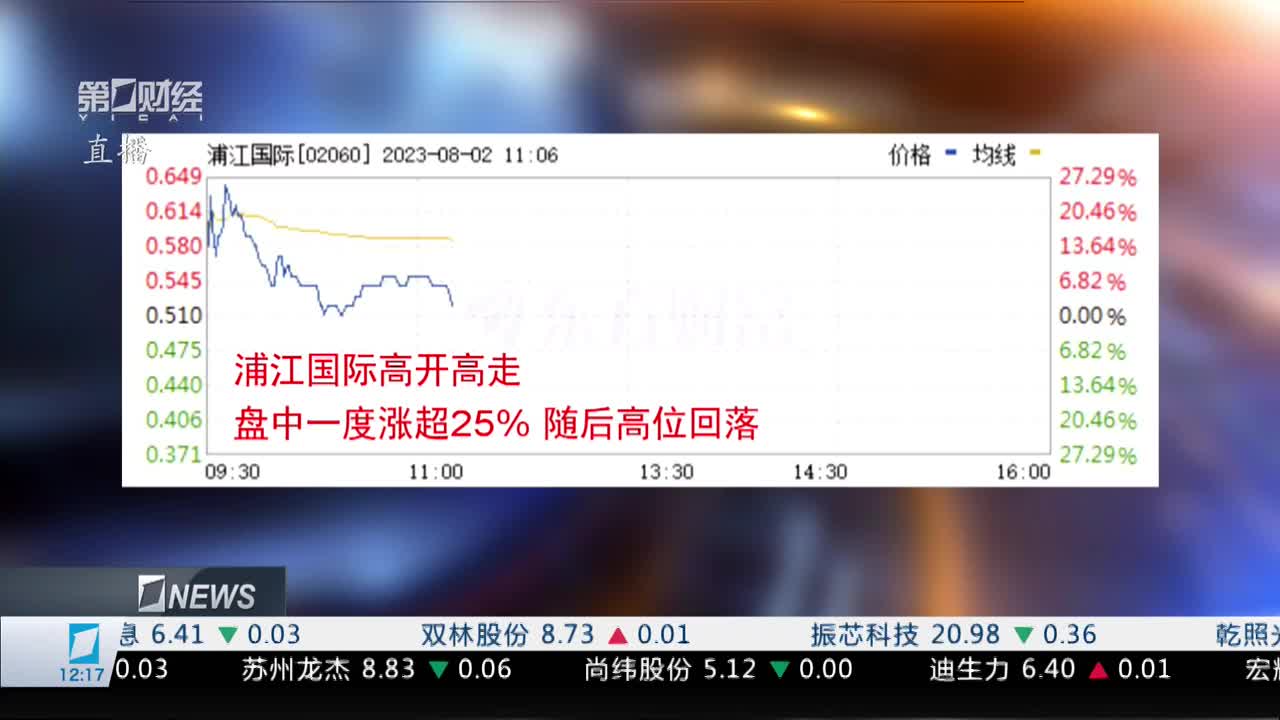 第一财经
YICAI
直播
浦江国际[02060] 2023-08-02 11:06
价格 均线
0.649 27.29%
0.614 20.46%
0.580 13.64%
0.545 6.82%
0.510 0.00%
0.475 6.82%
0.440 13.64%
0.406 20.46%
0.371 27.29%
浦江国际高开高走
盘中一度涨超25% 随后高位回落
09:30 11:00 13:30 14:30 16:00
NEWS
息 6.41 ▼ 0.03 双林股份 8.73 ▲ 0.01 振芯科技 20.98 ▼ 0.36 乾照
12:17
0.03 苏州龙杰 8.83 ▼ 0.06 尚纬股份 5.12 ▼ 0.00 迪生力 6.40 ▲ 0.01 宏